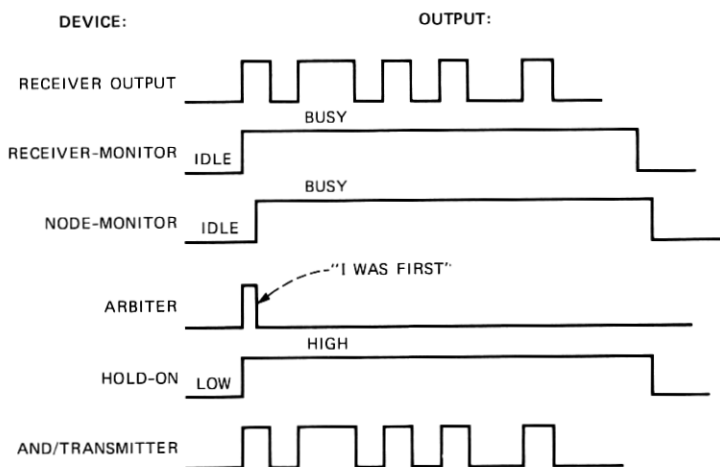 DEVICE: OUTPUT:
RECEIVER OUTPUT
BUSY
RECEIVER-MONITOR IDLE
BUSY
NODE-MONITOR IDLE
"I WAS FIRST"
ARBITER
HIGH
HOLD-ON LOW
AND/TRANSMITTER